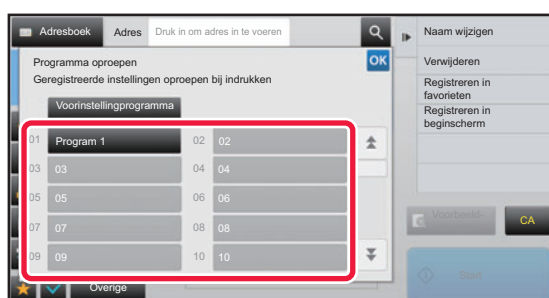 Adresboek
Adres
Druk in om adres in te voeren
Programma oproepen
OK
Geregistreerde instellingen oproepen bij indrukken
Voorinstellingprogramma
01 Program 1
02 02
03 03
04 04
05 05
06 06
07 07
08 08
09 09
10 10
Overige
Naam wijzigen
Verwijderen
Registreren in
favorieten
Registreren in
beginscherm
Voorbeeld-
CA
Start